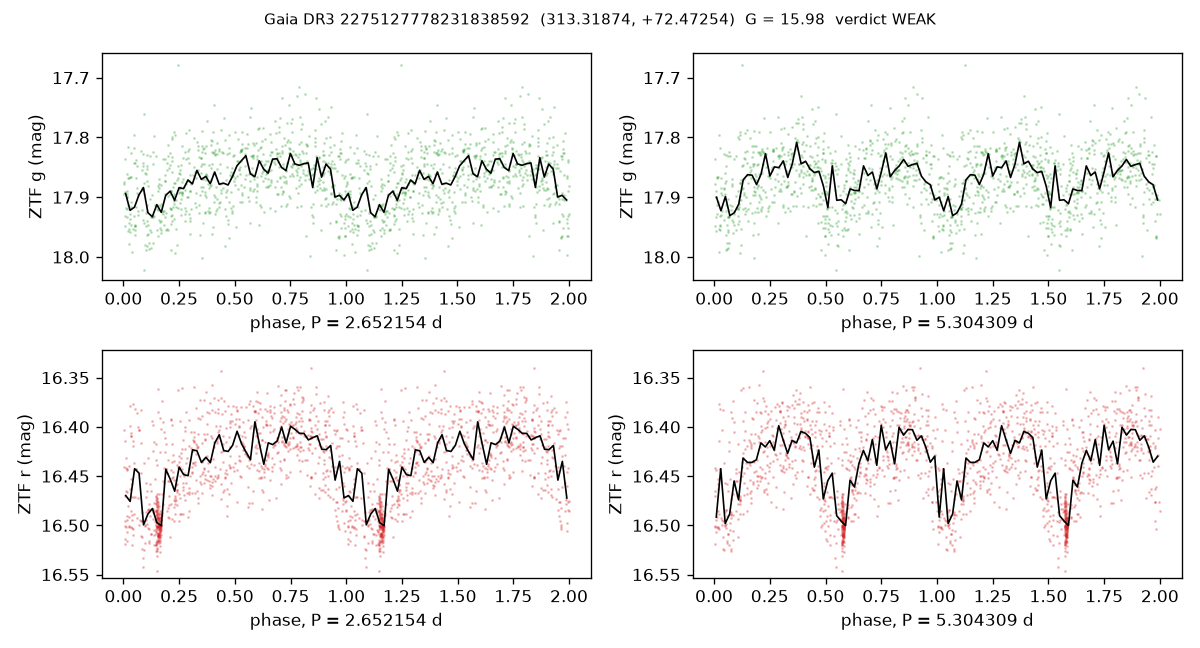 Gaia DR3 2275127778231838592 (313.31874, +72.47254) G = 15.98 verdict WEAK
17.7
17.8
17.9
18.0
ZTF g (mag)
0.00 0.25 0.50 0.75 1.00 1.25 1.50 1.75 2.00
phase, P = 2.652154 d
17.7
17.8
17.9
18.0
ZTF g (mag)
0.00 0.25 0.50 0.75 1.00 1.25 1.50 1.75 2.00
phase, P = 5.304309 d
16.35
16.40
16.45
16.50
16.55
ZTF r (mag)
0.00 0.25 0.50 0.75 1.00 1.25 1.50 1.75 2.00
phase, P = 2.652154 d
16.35
16.40
16.45
16.50
16.55
ZTF r (mag)
0.00 0.25 0.50 0.75 1.00 1.25 1.50 1.75 2.00
phase, P = 5.304309 d